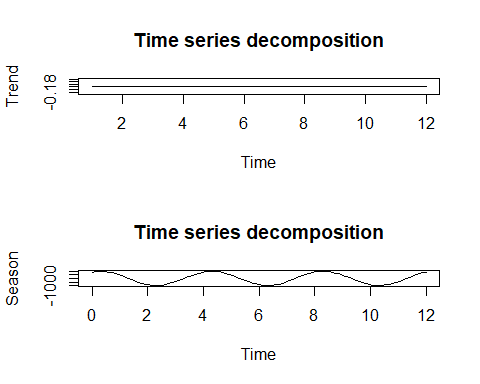 Time series decomposition
Trend
-0.18
2 4 6 8 10 12
Time
Time series decomposition
Season
-1000
0 2 4 6 8 10 12
Time